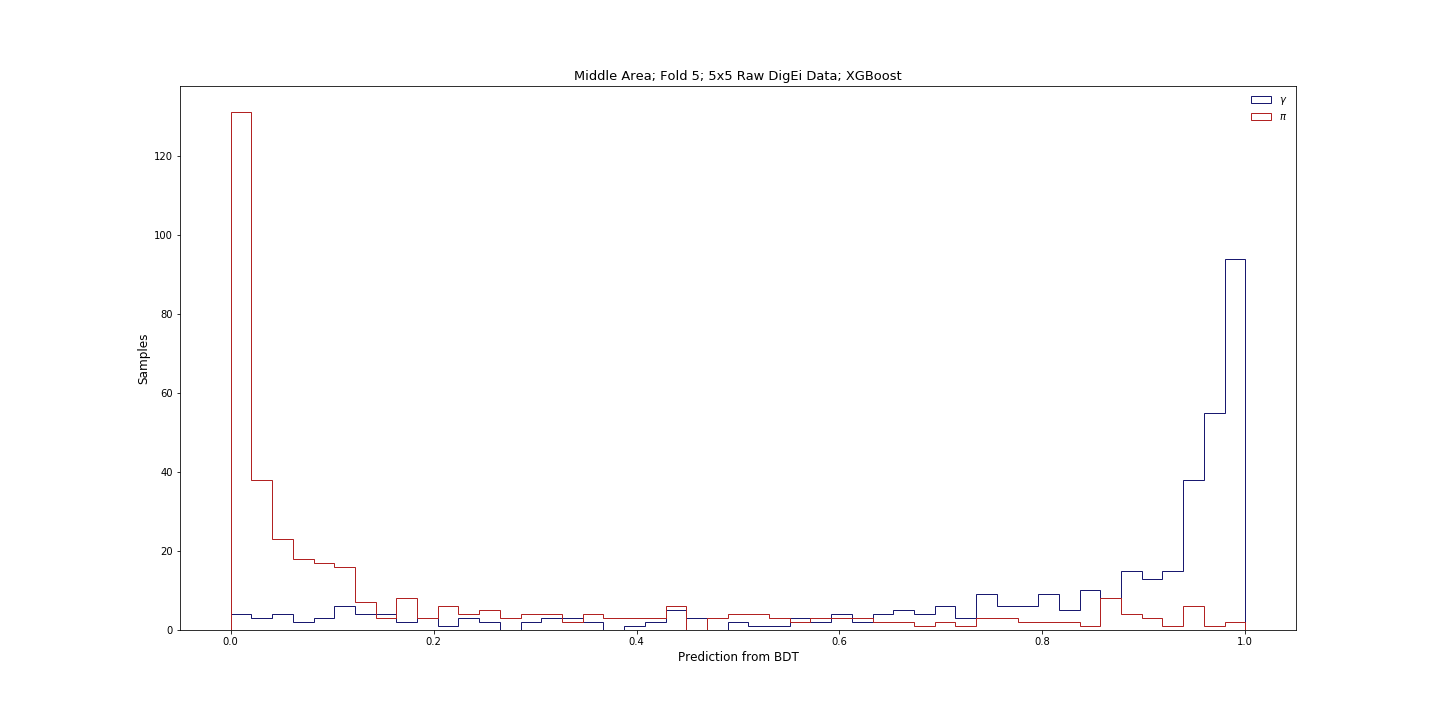 Middle Area; Fold 5; 5x5 Raw DigEi Data; XGBoost
γ
π
120
100
80
60
40
20
0
Samples
0.0 0.2 0.4 0.6 0.8 1.0
Prediction from BDT